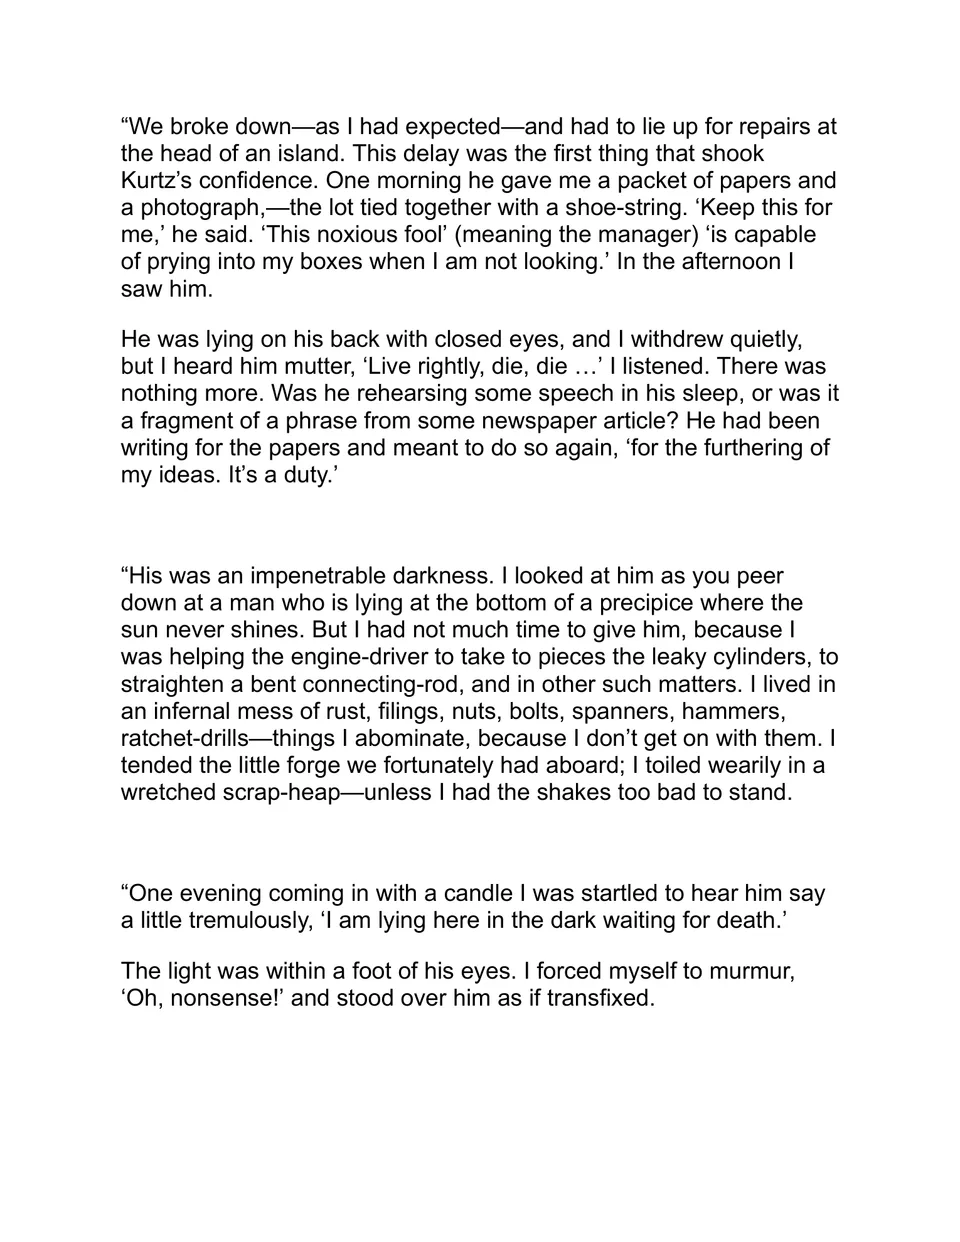 “We broke down—as I had expected—and had to lie up for repairs at
the head of an island. This delay was the first thing that shook
Kurtz’s confidence. One morning he gave me a packet of papers and
a photograph,—the lot tied together with a shoe-string. ‘Keep this for
me,’ he said. ‘This noxious fool’ (meaning the manager) ‘is capable
of prying into my boxes when I am not looking.’ In the afternoon I
saw him.
He was lying on his back with closed eyes, and I withdrew quietly,
but I heard him mutter, ‘Live rightly, die, die …’ I listened. There was
nothing more. Was he rehearsing some speech in his sleep, or was it
a fragment of a phrase from some newspaper article? He had been
writing for the papers and meant to do so again, ‘for the furthering of
my ideas. It’s a duty.’
“His was an impenetrable darkness. I looked at him as you peer
down at a man who is lying at the bottom of a precipice where the
sun never shines. But I had not much time to give him, because I
was helping the engine-driver to take to pieces the leaky cylinders, to
straighten a bent connecting-rod, and in other such matters. I lived in
an infernal mess of rust, filings, nuts, bolts, spanners, hammers,
ratchet-drills—things I abominate, because I don’t get on with them. I
tended the little forge we fortunately had aboard; I toiled wearily in a
wretched scrap-heap—unless I had the shakes too bad to stand.
“One evening coming in with a candle I was startled to hear him say
a little tremulously, ‘I am lying here in the dark waiting for death.’
The light was within a foot of his eyes. I forced myself to murmur,
‘Oh, nonsense!’ and stood over him as if transfixed.